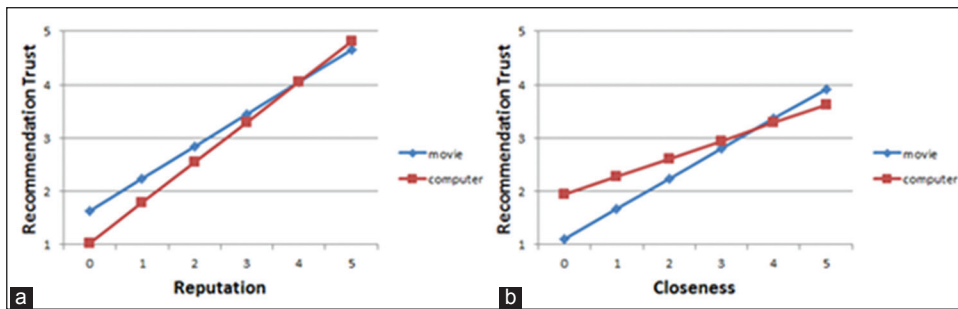 5
4
3
2
1
Recommendation Trust
0 1 2 3 4 5
Reputation
movie
computer
a
5
4
3
2
1
Recommendation Trust
0 1 2 3 4 5
Closeness
movie
computer
b